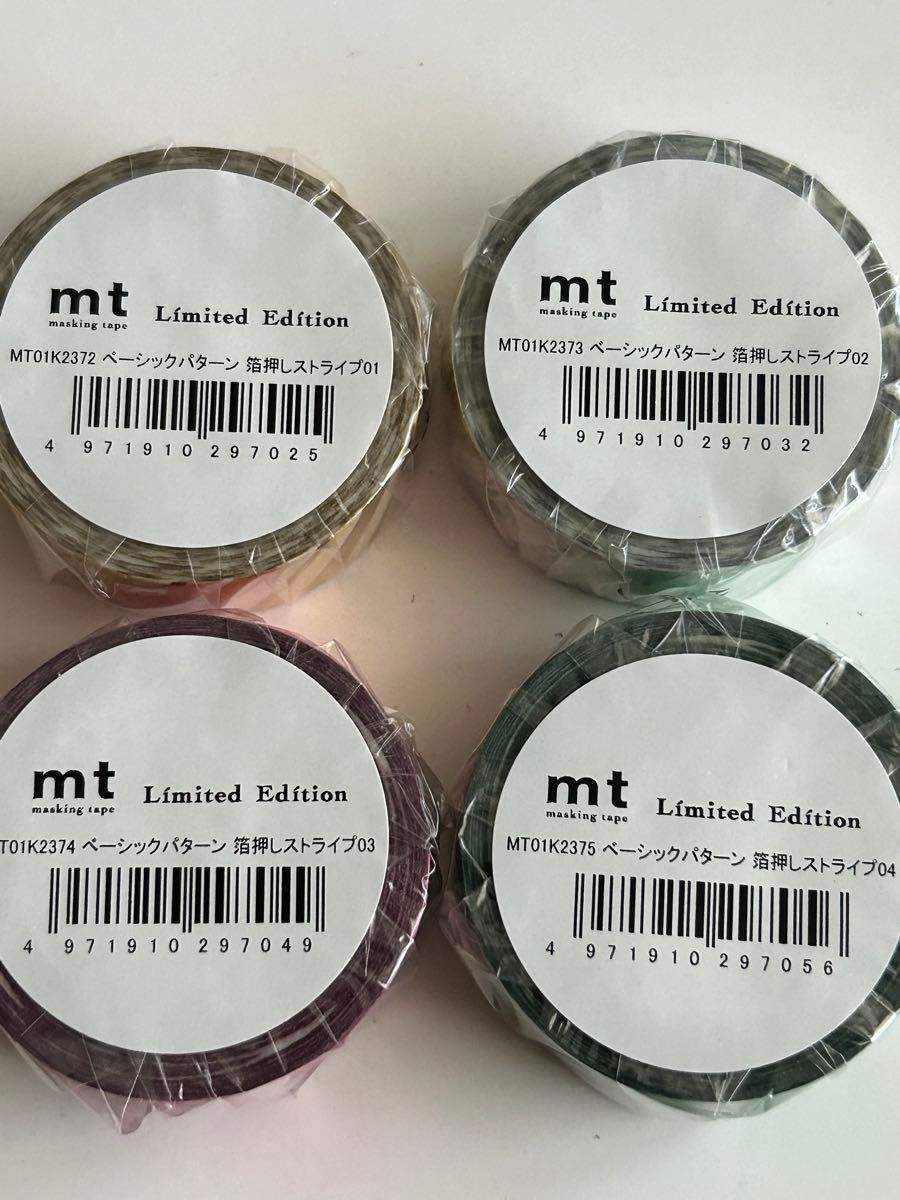 mt
masking tape
Limited Edition
MT01K2372 ベーシックパターン 箔押しストライプ01
4 971910 297025
mt
masking tape
Limited Edition
MT01K2373 ベーシックパターン 箔押しストライプ02
4 971910 297032
mt
masking tape
Limited Edition
T01K2374 ベーシックパターン 箔押しストライプ03
4 971910 297049
mt
masking tape
Limited Edition
MT01K2375 ベーシックパターン 箔押しストライプ04
4 971910 297056